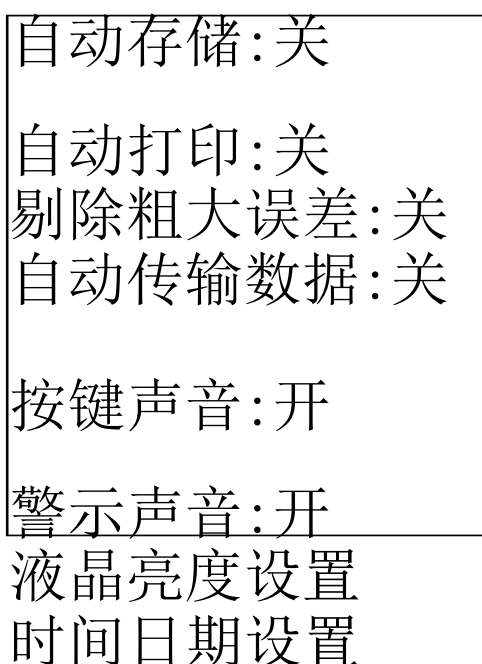 自动存储:关
自动打印:关
剔除粗大误差:关
自动传输数据:关
按键声音:开
警示声音:开
液晶亮度设置
时间日期设置